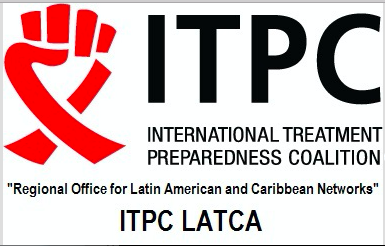 ITPC
INTERNATIONAL TREATMENT
PREPAREDNESS COALITION
"Regional Office for Latin American and Caribbean Networks"
ITPC LATCA